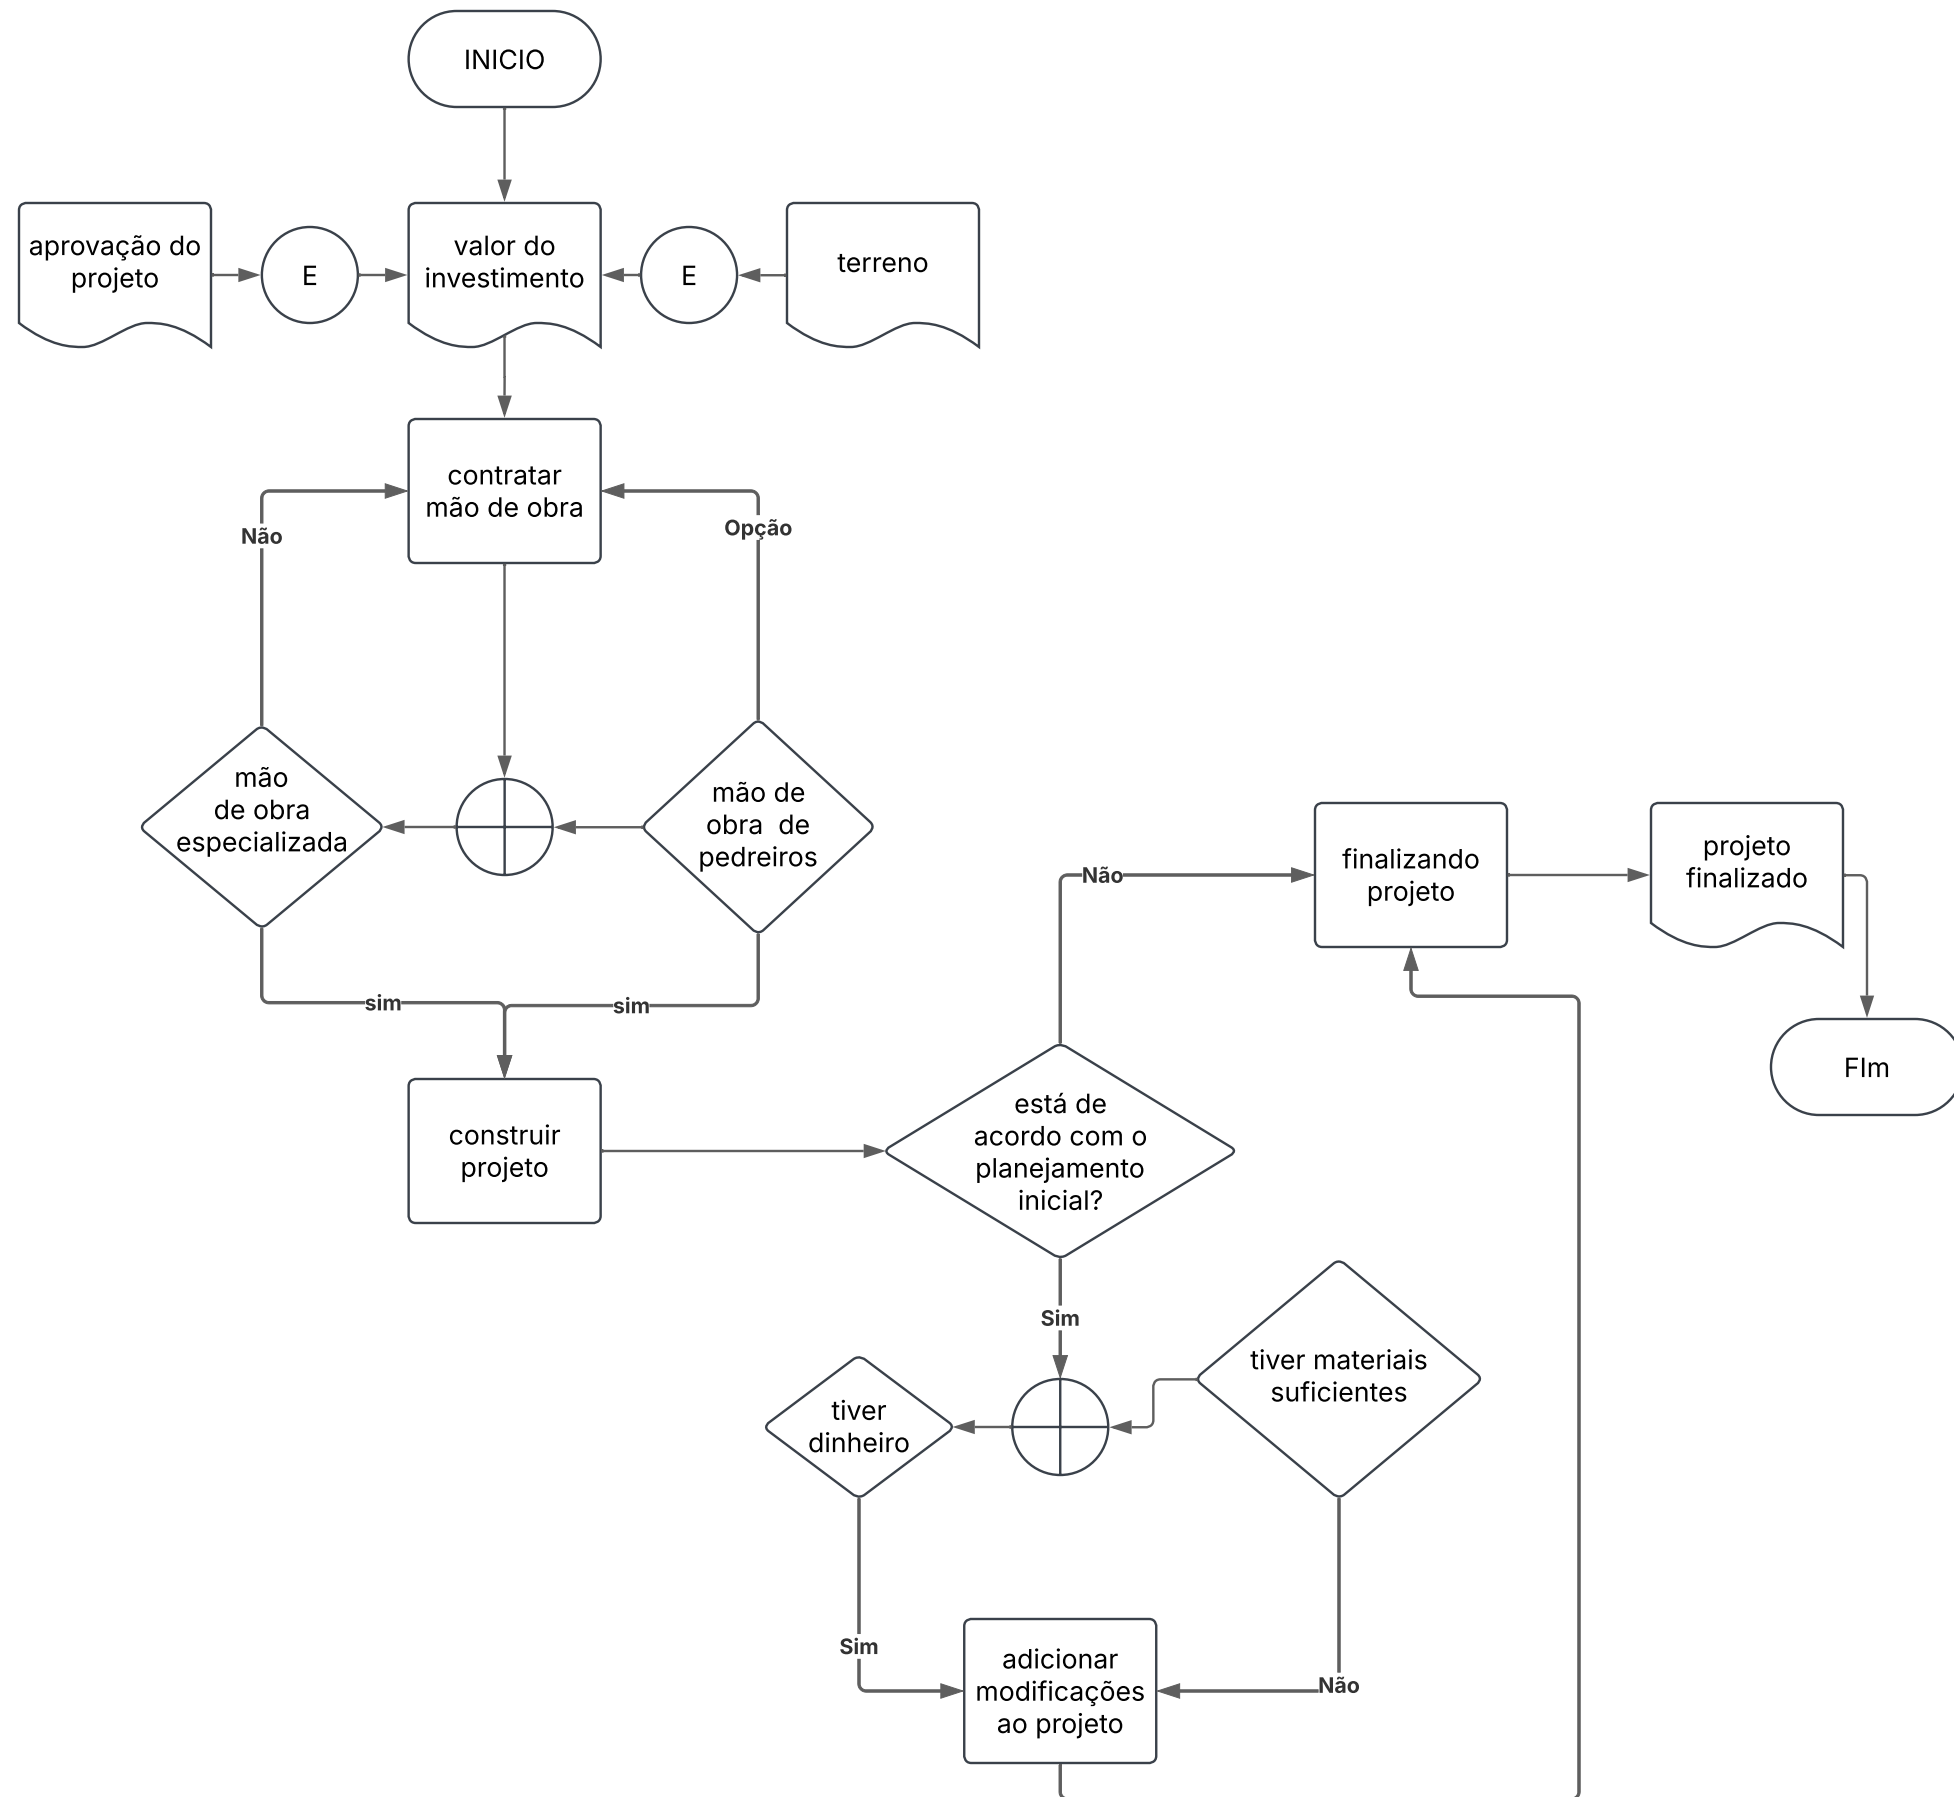 INICIO
aprovação do
projeto
E
valor do
investimento
E
terreno
contratar
mão de obra
Não
Opção
mão
de obra
especializada
mão de
obra  de
pedreiros
sim
sim
construir
projeto
está de
acordo com o
planejamento
inicial?
Não
finalizando
projeto
projeto
finalizado
FIm
Sim
tiver
dinheiro
tiver materiais
suficientes
Sim
Não
adicionar
modificações
ao projeto